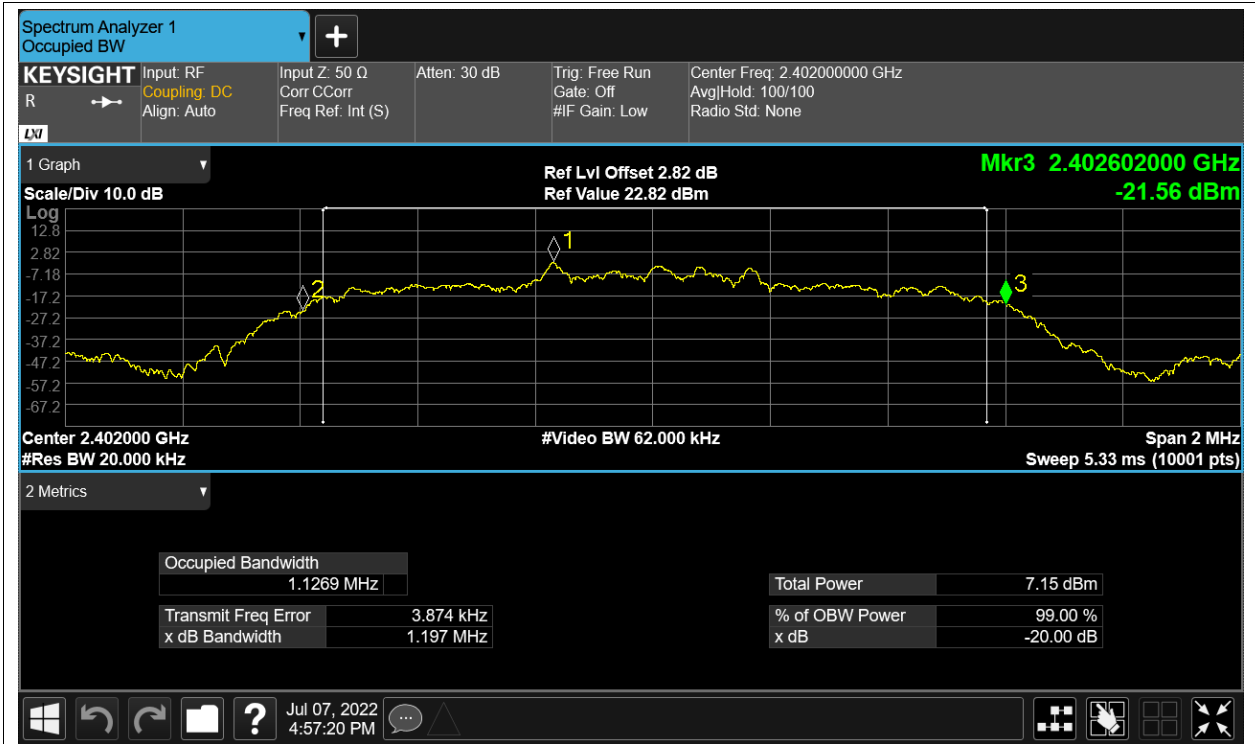 Spectrum Analyzer 1
Occupied BW
KEYSIGHT
R
LXI
Input: RF
Coupling: DC
Align: Auto
Input Z: 50 Ω
Corr CCorr
Freq Ref: Int (S)
Atten: 30 dB
Trig: Free Run
Gate: Off
#IF Gain: Low
Center Freq: 2.402000000 GHz
Avg|Hold: 100/100
Radio Std: None
1 Graph
Scale/Div 10.0 dB
Ref Lvl Offset 2.82 dB
Ref Value 22.82 dBm
Mkr3 2.402602000 GHz
-21.56 dBm
Log
12.8
2.82
-7.18
-17.2
-27.2
-37.2
-47.2
-57.2
-67.2
1
2
3
Center 2.402000 GHz
#Video BW 62.000 kHz
Span 2 MHz
#Res BW 20.000 kHz
Sweep 5.33 ms (10001 pts)
2 Metrics
Occupied Bandwidth
1.1269 MHz
Total Power 7.15 dBm
Transmit Freq Error 3.874 kHz
% of OBW Power 99.00 %
x dB Bandwidth 1.197 MHz
x dB -20.00 dB
?
Jul 07, 2022
4:57:20 PM